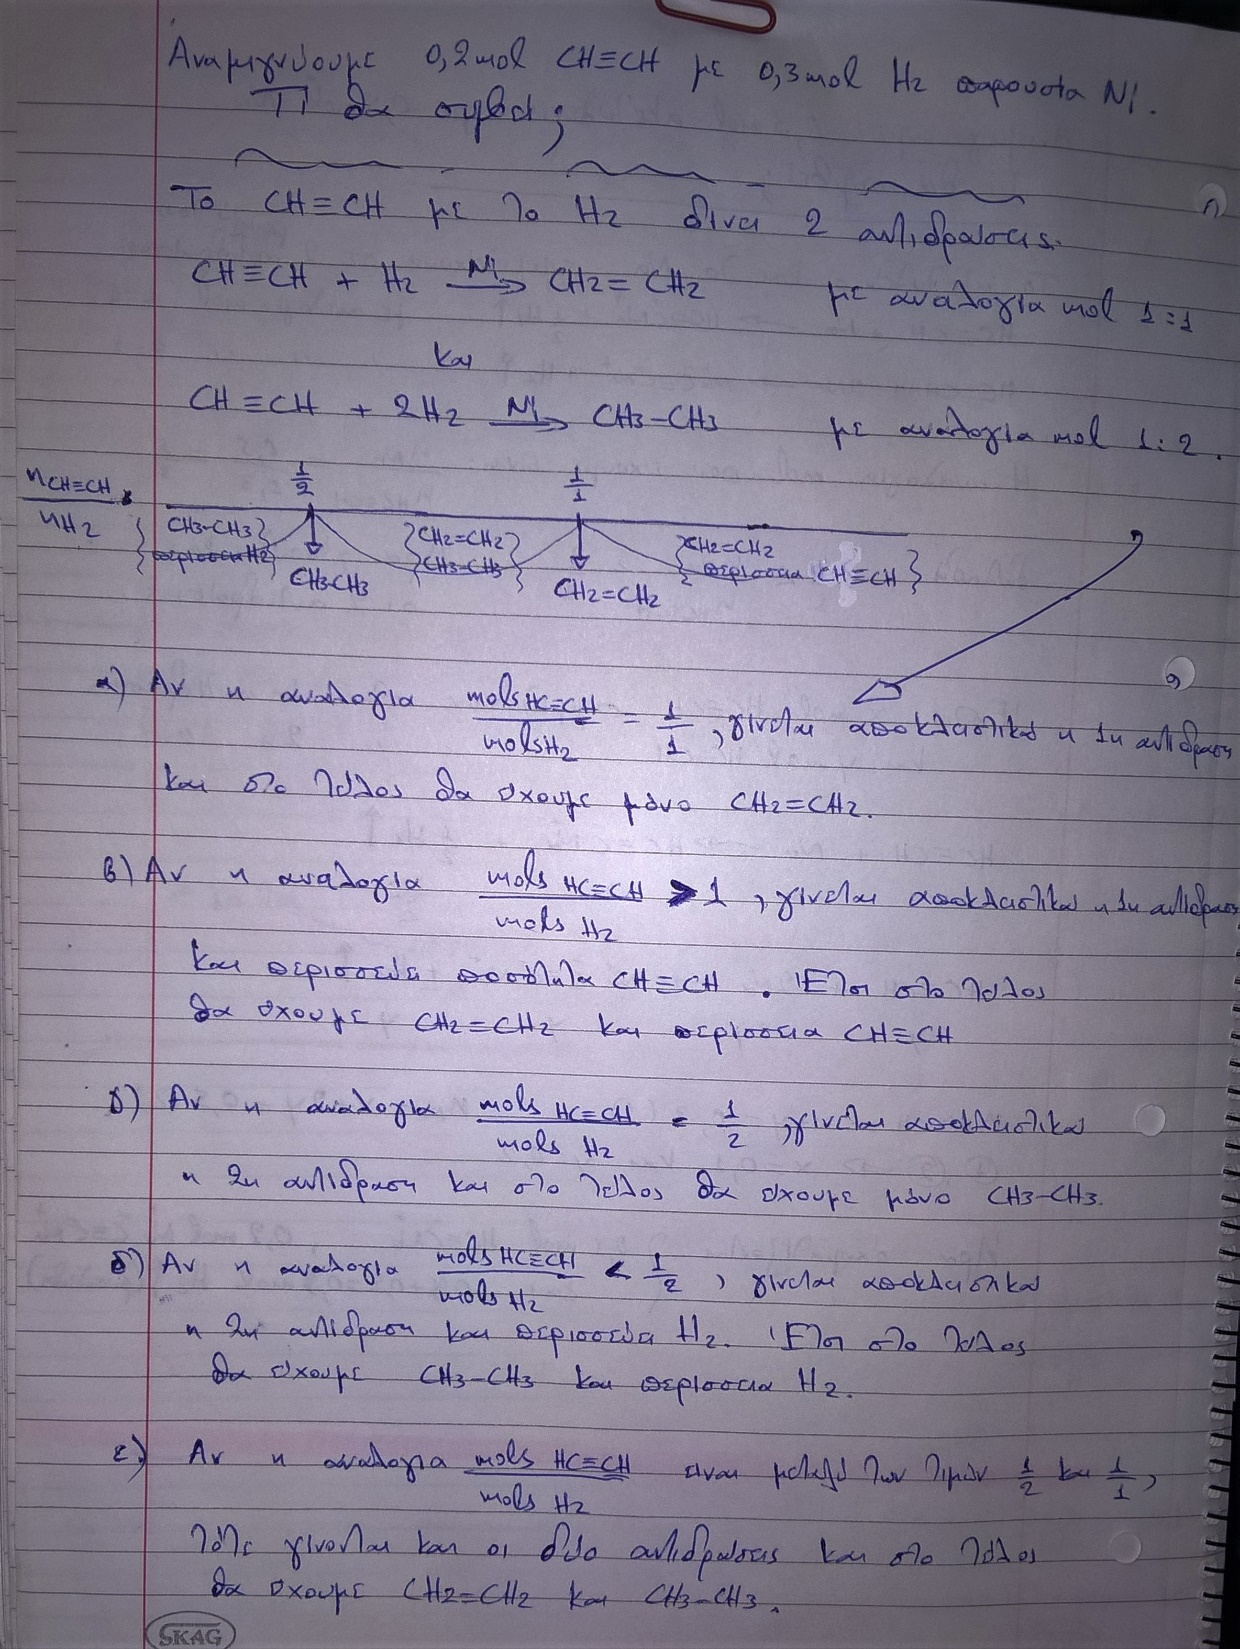 Αναμιγνύουμε 0,2mol CH≡CH με 0,3mol H2 παρουσία Ni.
Τι θα συμβεί;
Το CH≡CH με το H2 δίνει 2 αντιδράσεις.
CH≡CH + H2 —Ni→ CH2=CH2 με αναλογία mol 1:1
και
CH≡CH + 2H2 —Ni→ CH3-CH3 με αναλογία mol 1:2.
nCH≡CH / nH2 1/2 1/1
{CH3-CH3 περίσσεια H2} CH3-CH3 {CH2=CH2 CH3-CH3} CH2=CH2 {CH2=CH2 περίσσεια CH≡CH}
α) Αν η αναλογία molsHC≡CH / molsH2 = 1/1, γίνεται αποκλειστικά η 1η αντίδραση
και στο τέλος θα έχουμε μόνο CH2=CH2.
β) Αν η αναλογία mols HC≡CH / mols H2 > 1, γίνεται αποκλειστικά η 1η αντίδραση
και περισσεύει ποσότητα CH≡CH. Έτσι στο τέλος
θα έχουμε CH2=CH2 και περίσσεια CH≡CH
γ) Αν η αναλογία mols HC≡CH / mols H2 = 1/2, γίνεται αποκλειστικά
η 2η αντίδραση και στο τέλος θα έχουμε μόνο CH3-CH3.
δ) Αν η αναλογία mols HC≡CH / mols H2 < 1/2, γίνεται αποκλειστικά
η 2η αντίδραση και περισσεύει H2. Έτσι στο τέλος
θα έχουμε CH3-CH3 και περίσσεια H2.
ε) Αν η αναλογία mols HC≡CH / mols H2 είναι μεταξύ των τιμών 1/2 και 1/1,
τότε γίνονται και οι δύο αντιδράσεις και στο τέλος
θα έχουμε CH2=CH2 και CH3-CH3.
SKAG